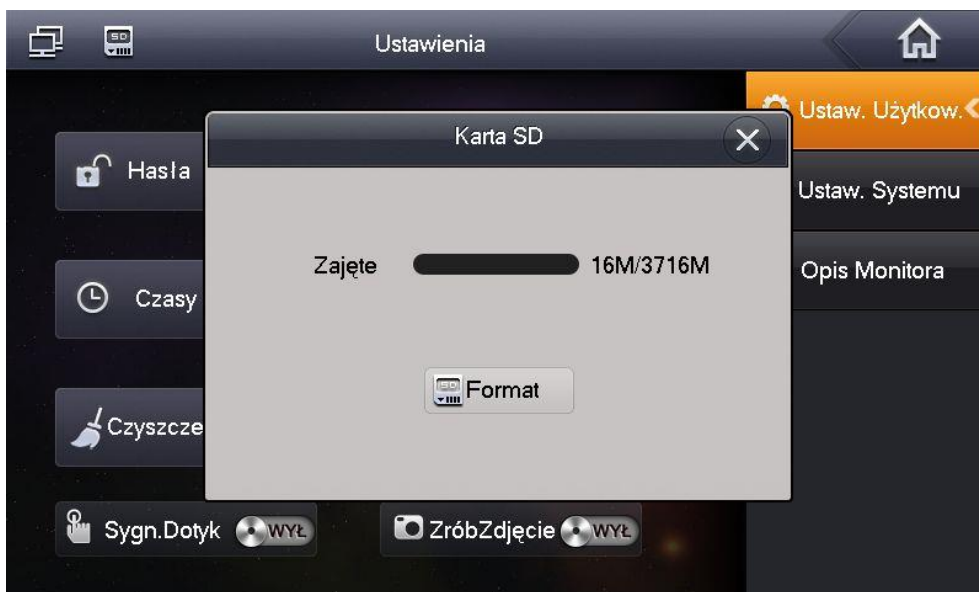 SD
Ustawienia
Karta SD
Ustaw. Użytkow.
Hasła
Ustaw. Systemu
Zajęte 16M/3716M
Opis Monitora
Czasy
SD Format
Czyszcze
Sygn.Dotyk WYŁ
ZróbZdjęcie WYŁ